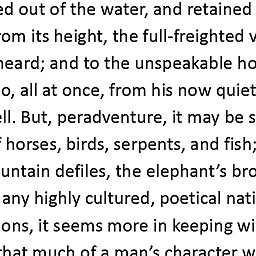 ed out of the water, and retained
rom its height, the full-freighted
heard; and to the unspeakable ho
o, all at once, from his now quiet
ell. But, peradventure, it may be s
f horses, birds, serpents, and fish;
untain defiles, the elephant’s bro
any highly cultured, poetical nati
ons, it seems more in keeping wi
that much of a man’s character w